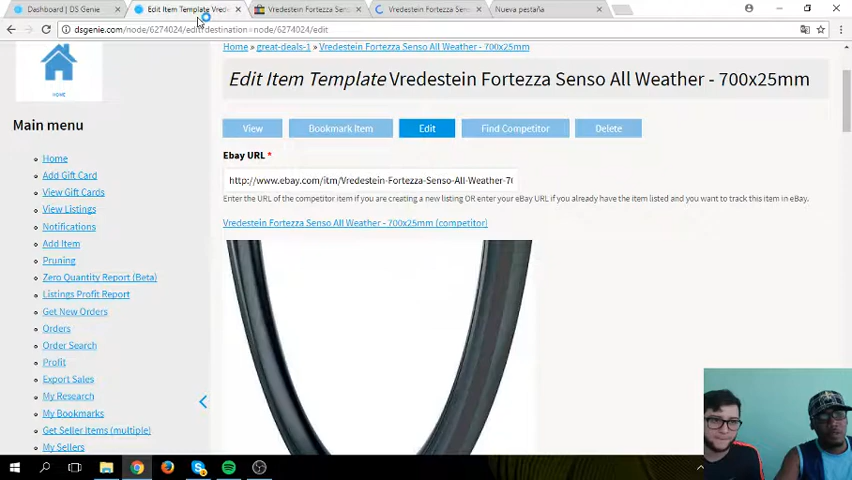 Dashboard | DS Genie
Edit Item Template Vred
Vredestein Fortezza Sens
Vredestein Fortezza Sens
Nueva pestaña
dsgenie.com/node/6274024/edit?destination=node/6274024/edit
Home » great-deals-1 » Vredestein Fortezza Senso All Weather - 700x25mm
HOME
Edit Item Template Vredestein Fortezza Senso All Weather - 700x25mm
Main menu
View
Bookmark Item
Edit
Find Competitor
Delete
Ebay URL *
Home
Add Gift Card
http://www.ebay.com/itm/Vredestein-Fortezza-Senso-All-Weather-70
View Gift Cards
Enter the URL of the competitor item if you are creating a new listing OR enter your eBay URL if you already have the item listed and you want to track this item in eBay.
View Listings
Vredestein Fortezza Senso All Weather - 700x25mm (competitor)
Notifications
Add Item
Pruning
Zero Quantity Report (Beta)
Listings Profit Report
Get New Orders
Orders
Order Search
Profit
Export Sales
My Research
My Bookmarks
Get Seller Items (multiple)
My Sellers